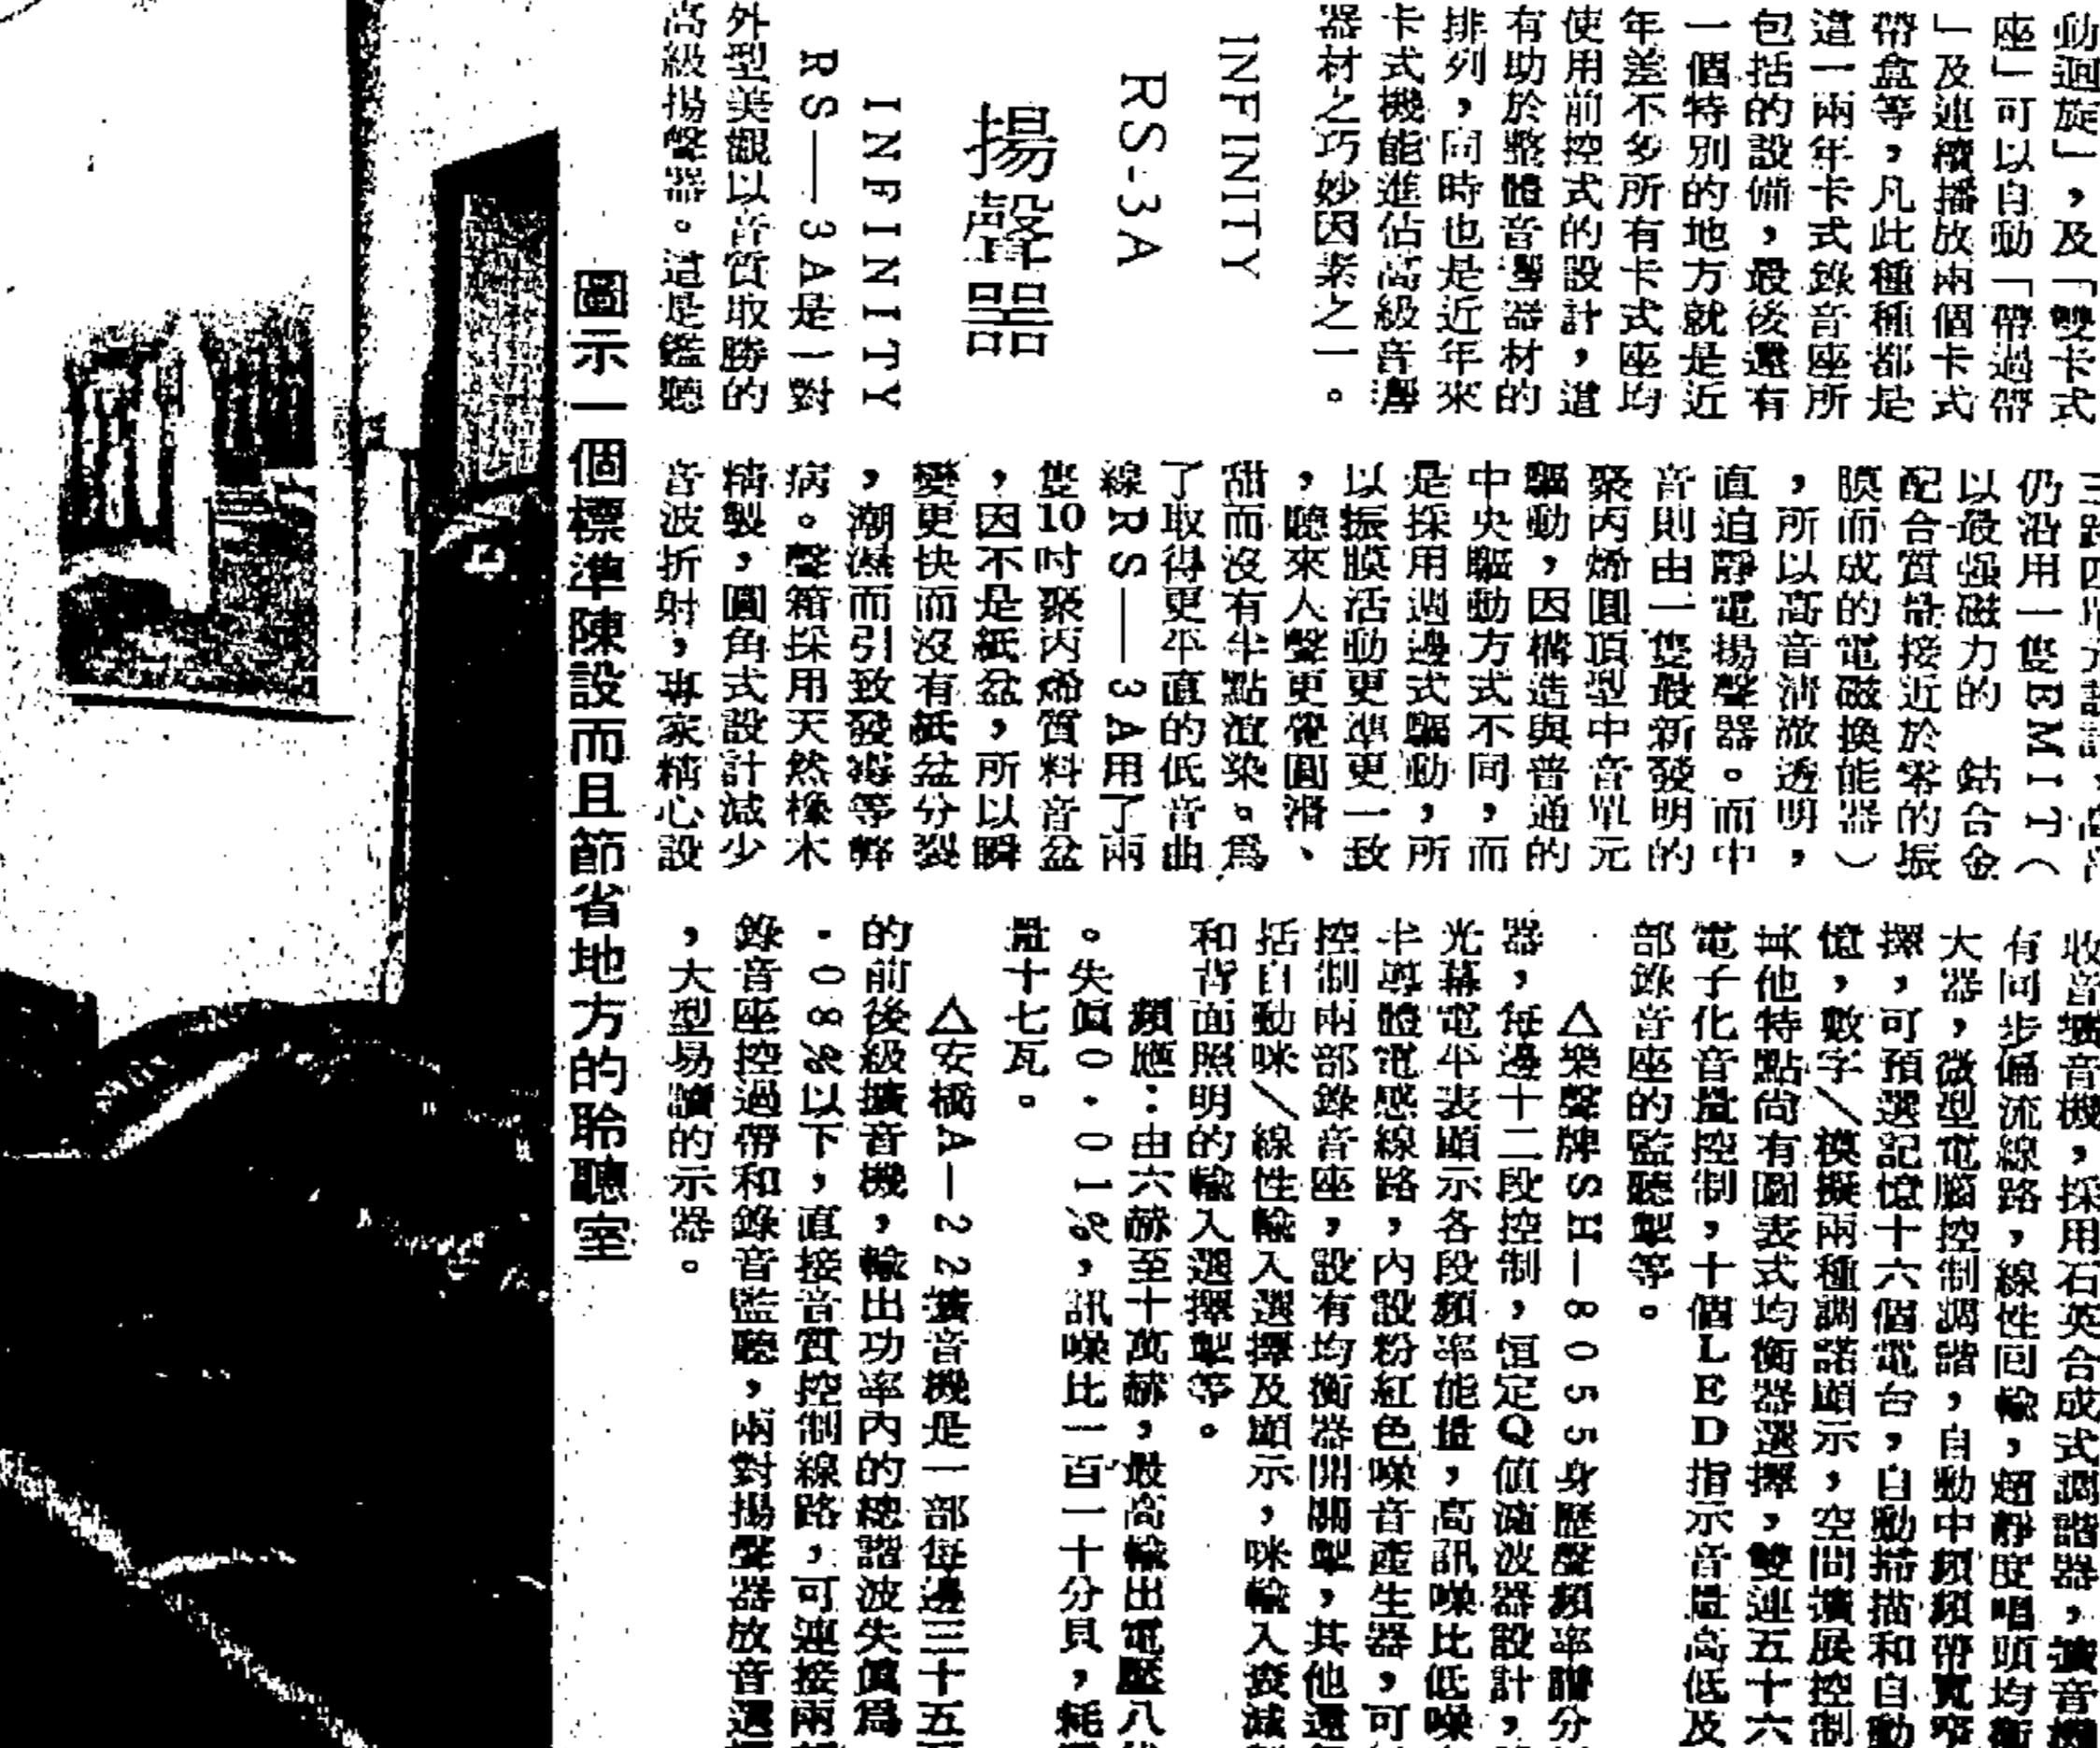 動迴旋」，及「雙卡式
座」可以自動「帶過帶
」及連續播放兩個卡式
帶盒等，凡此種種都是
這一兩年卡式錄音座所
包括的設備，最後還有
一個特別的地方就是近
年差不多所有卡式座均
使用前控式的設計，這
有助於整體音響器材的
排列，同時也是近年來
卡式機能進佔高級音響
器材之巧妙因素之一。
INFINITY
RS-3A
揚聲器
INFINITY
RS—3A是一對
外型美觀以音質取勝的
高級揚聲器。這是鑑聽
仍沿用一隻EMIT（
以最强磁力的 鈷合金
配合質量接近於零的振
膜而成的電磁換能器）
，所以高音清澈透明，
直迫靜電揚聲器。而中
音則由一隻最新發明的
聚丙烯圓頂型中音單元
驅動，因構造與普通的
中央驅動方式不同，而
是採用週邊式驅動，所
以振膜活動更準更一致
，聽來人聲更覺圓滑、
甜而沒有半點渲染。爲
了取得更平直的低音曲
線RS—3A用了兩
隻10吋聚丙烯質料音盆
，因不是紙盆，所以瞬
變更快而沒有紙盆分裂
，潮濕而引致發霉等弊
病。聲箱採用天然橡木
精製，圓角式設計減少
音波折射，專家精心設
收音擴音機，採用石英合成式調諧器，擴音機
有同步偏流線路，線性同輸，超靜度唱頭均衡
大器，微型電腦控制調諧，自動中頻頻帶寬窄
擇，可預選記憶十六個電台，自動掃描和自動
憶，數字／模擬兩種調諧顯示，空間擴展控制
其他特點尚有圖表式均衡器選擇，雙連五十六
電子化音量控制，十個LED指示音量高低及
部錄音座的監聽掣等。
△樂聲牌SH—8055身歷聲頻率譜分
器，每邊十二段控制，恒定Q值濾波器設計，
光幕電平表顯示各段頻率能量，高訊噪比低噪
半導體電感線路，內設粉紅色噪音產生器，可
控制兩部錄音座，設有均衡器開關掣，其他還
括自動咪／線性輸入選擇及顯示，咪輸入衰減
和背面照明的輸入選擇掣等。
頻應：由六赫至十萬赫，最高輸出電壓八
。失眞0．01％，訊噪比一百一十分貝，耗
量十七瓦。
△安橋A—22擴音機是一部每邊三十五
的前後級擴音機，輸出功率內的總諧波失眞爲
．08％以下，直接音質控制線路，可連接兩
錄音座控過帶和錄音監聽，兩對揚聲器放音選
，大型易讀的示器。
圖示一個標準陳設而且節省地方的聆聽室